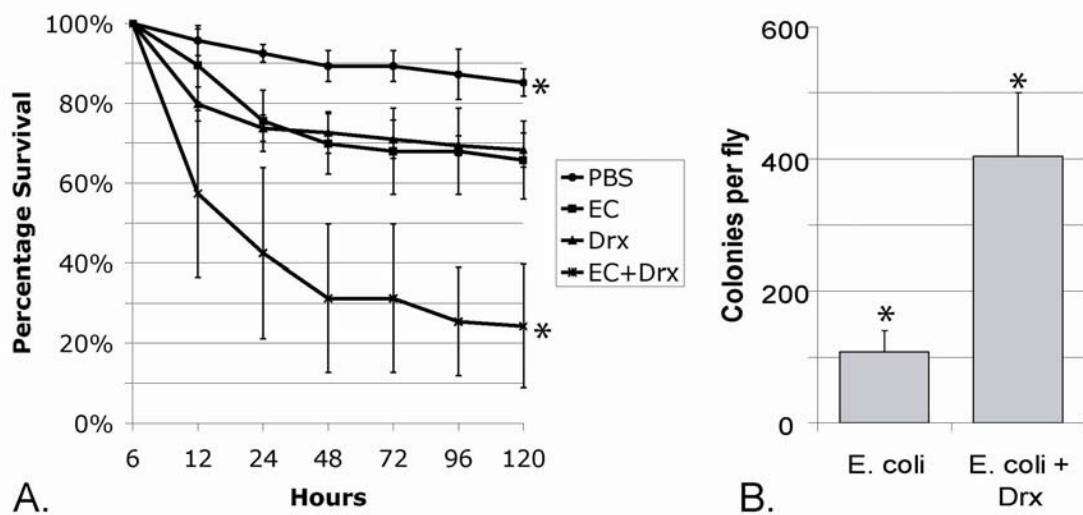 100%
80%
60%
40%
20%
0%
Percentage Survival
*
*
PBS
EC
Drx
EC+Drx
6 12 24 48 72 96 120
Hours
A.
600
400
200
0
Colonies per fly
*
*
E. coli
E. coli +
Drx
B.